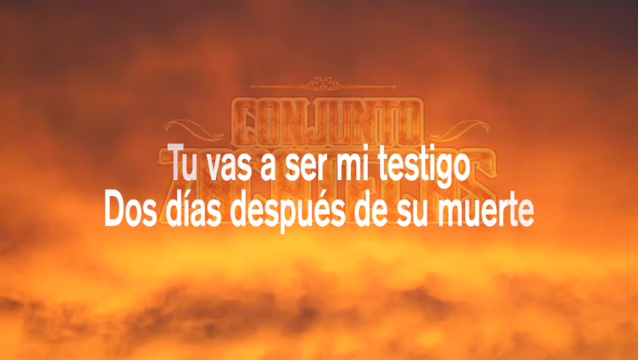 CONJUNTO
Tu vas a ser mi testigo
Dos días después de su muerte